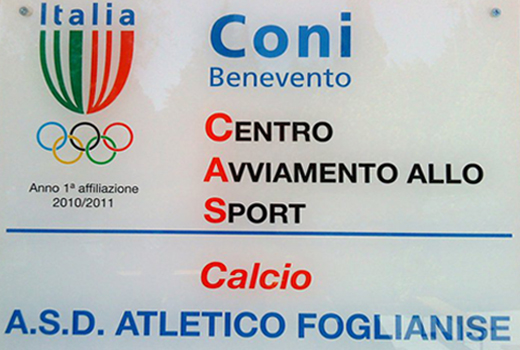 Italia
Coni
Benevento
CENTRO
AVVIAMENTO ALLO
SPORT
Anno 1ª affiliazione
2010/2011
Calcio
A.S.D. ATLETICO FOGLIANISE